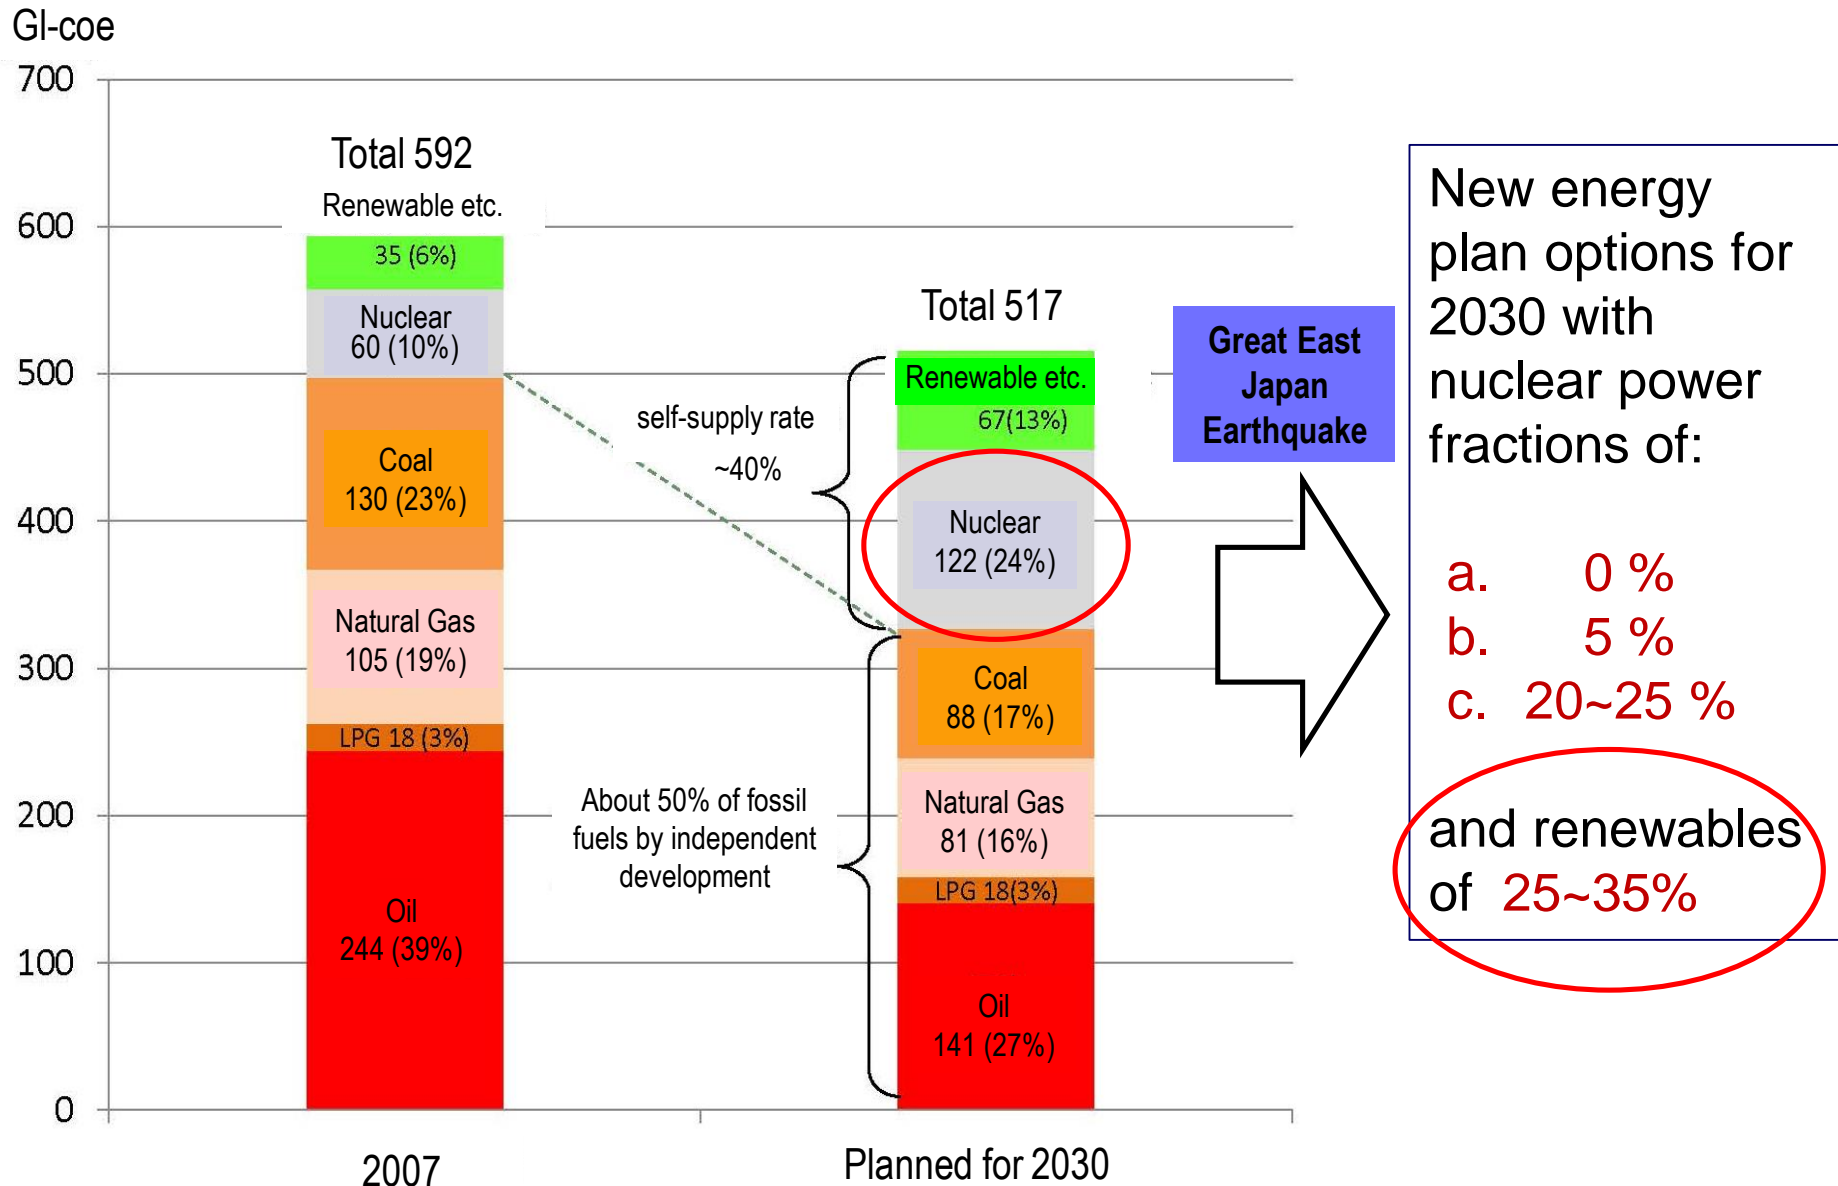 Gl-coe
700
600
500
400
300
200
100
0
Total 592
Renewable etc.
35 (6%)
Nuclear
60 (10%)
Coal
130 (23%)
Natural Gas
105 (19%)
LPG 18 (3%)
Oil
244 (39%)
2007
self-supply rate
~40%
About 50% of fossil
fuels by independent
development
Total 517
Renewable etc.
67(13%)
Nuclear
122 (24%)
Coal
88 (17%)
Natural Gas
81 (16%)
LPG 18(3%)
Oil
141 (27%)
Planned for 2030
Great East
Japan
Earthquake
New energy
plan options for
2030 with
nuclear power
fractions of:
a. 0 %
b. 5 %
c. 20~25 %
and renewables
of 25~35%